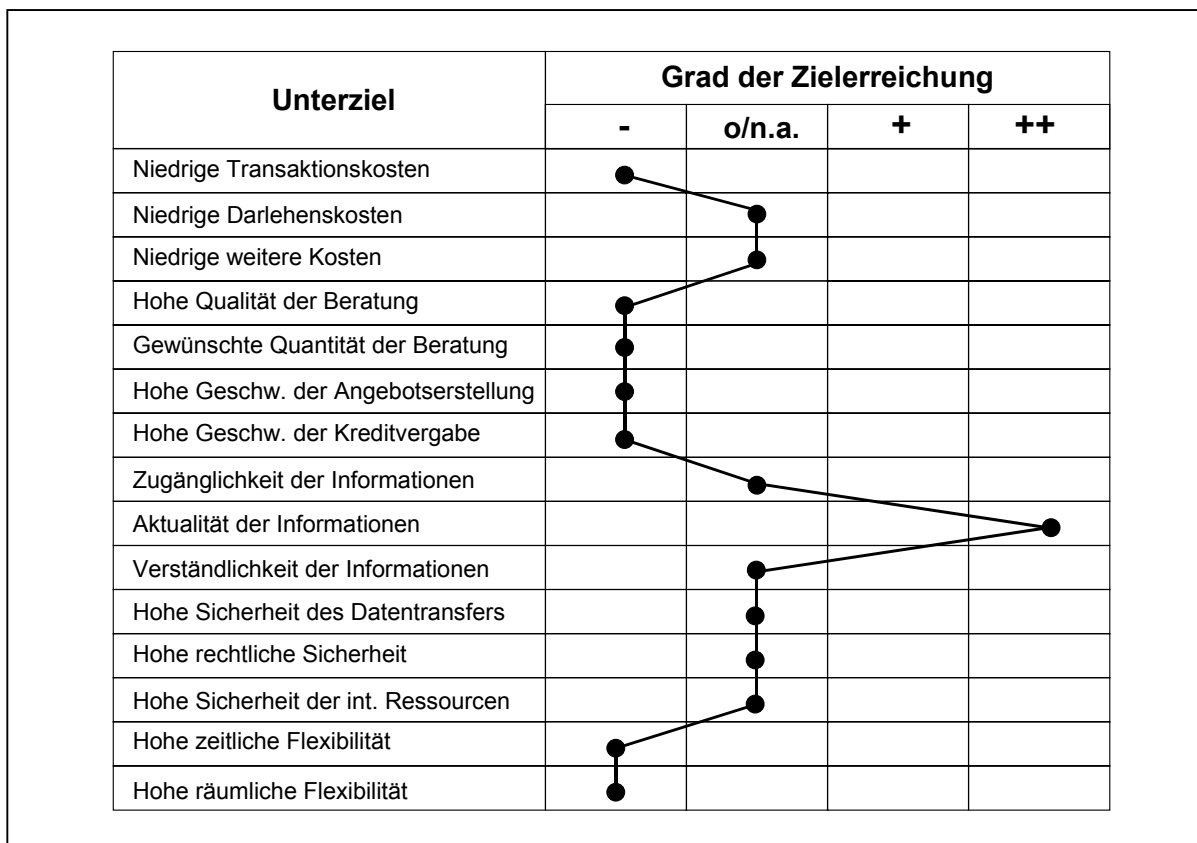 Unterziel
Grad der Zielerreichung
- o/n.a. + ++
Niedrige Transaktionskosten
Niedrige Darlehenskosten
Niedrige weitere Kosten
Hohe Qualität der Beratung
Gewünschte Quantität der Beratung
Hohe Geschw. der Angebotserstellung
Hohe Geschw. der Kreditvergabe
Zugänglichkeit der Informationen
Aktualität der Informationen
Verständlichkeit der Informationen
Hohe Sicherheit des Datentransfers
Hohe rechtliche Sicherheit
Hohe Sicherheit der int. Ressourcen
Hohe zeitliche Flexibilität
Hohe räumliche Flexibilität